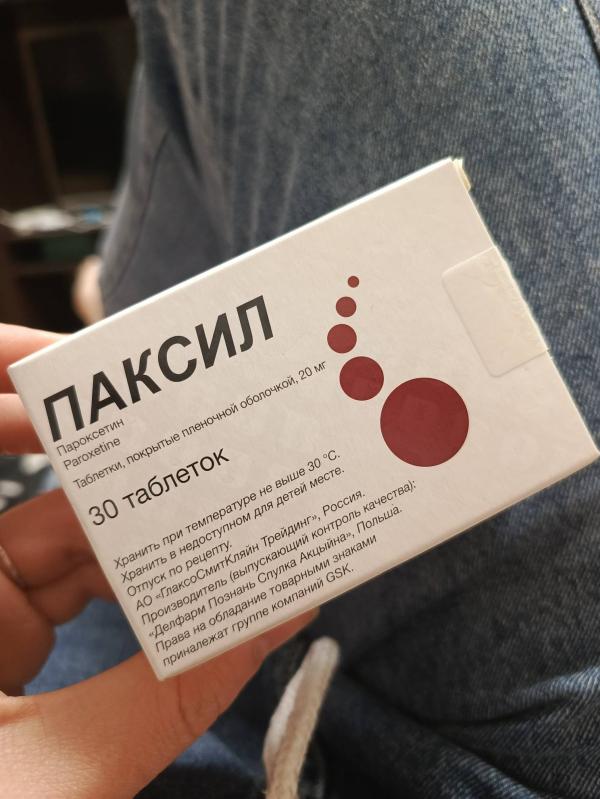 ПАКСИЛ
Пароксетин
Paroxetine
Таблетки, покрытые пленочной оболочкой, 20 мг
30 таблеток
Хранить при температуре не выше 30 °С.
Хранить в недоступном для детей месте.
Отпуск по рецепту.
АО «ГлаксоСмитКляйн Трейдинг», Россия.
Производитель (выпускающий контроль качества):
«Делфарм Познань Спулка Акцыйна», Польша.
Права на обладание товарными знаками
приналежат группе компаний GSK.